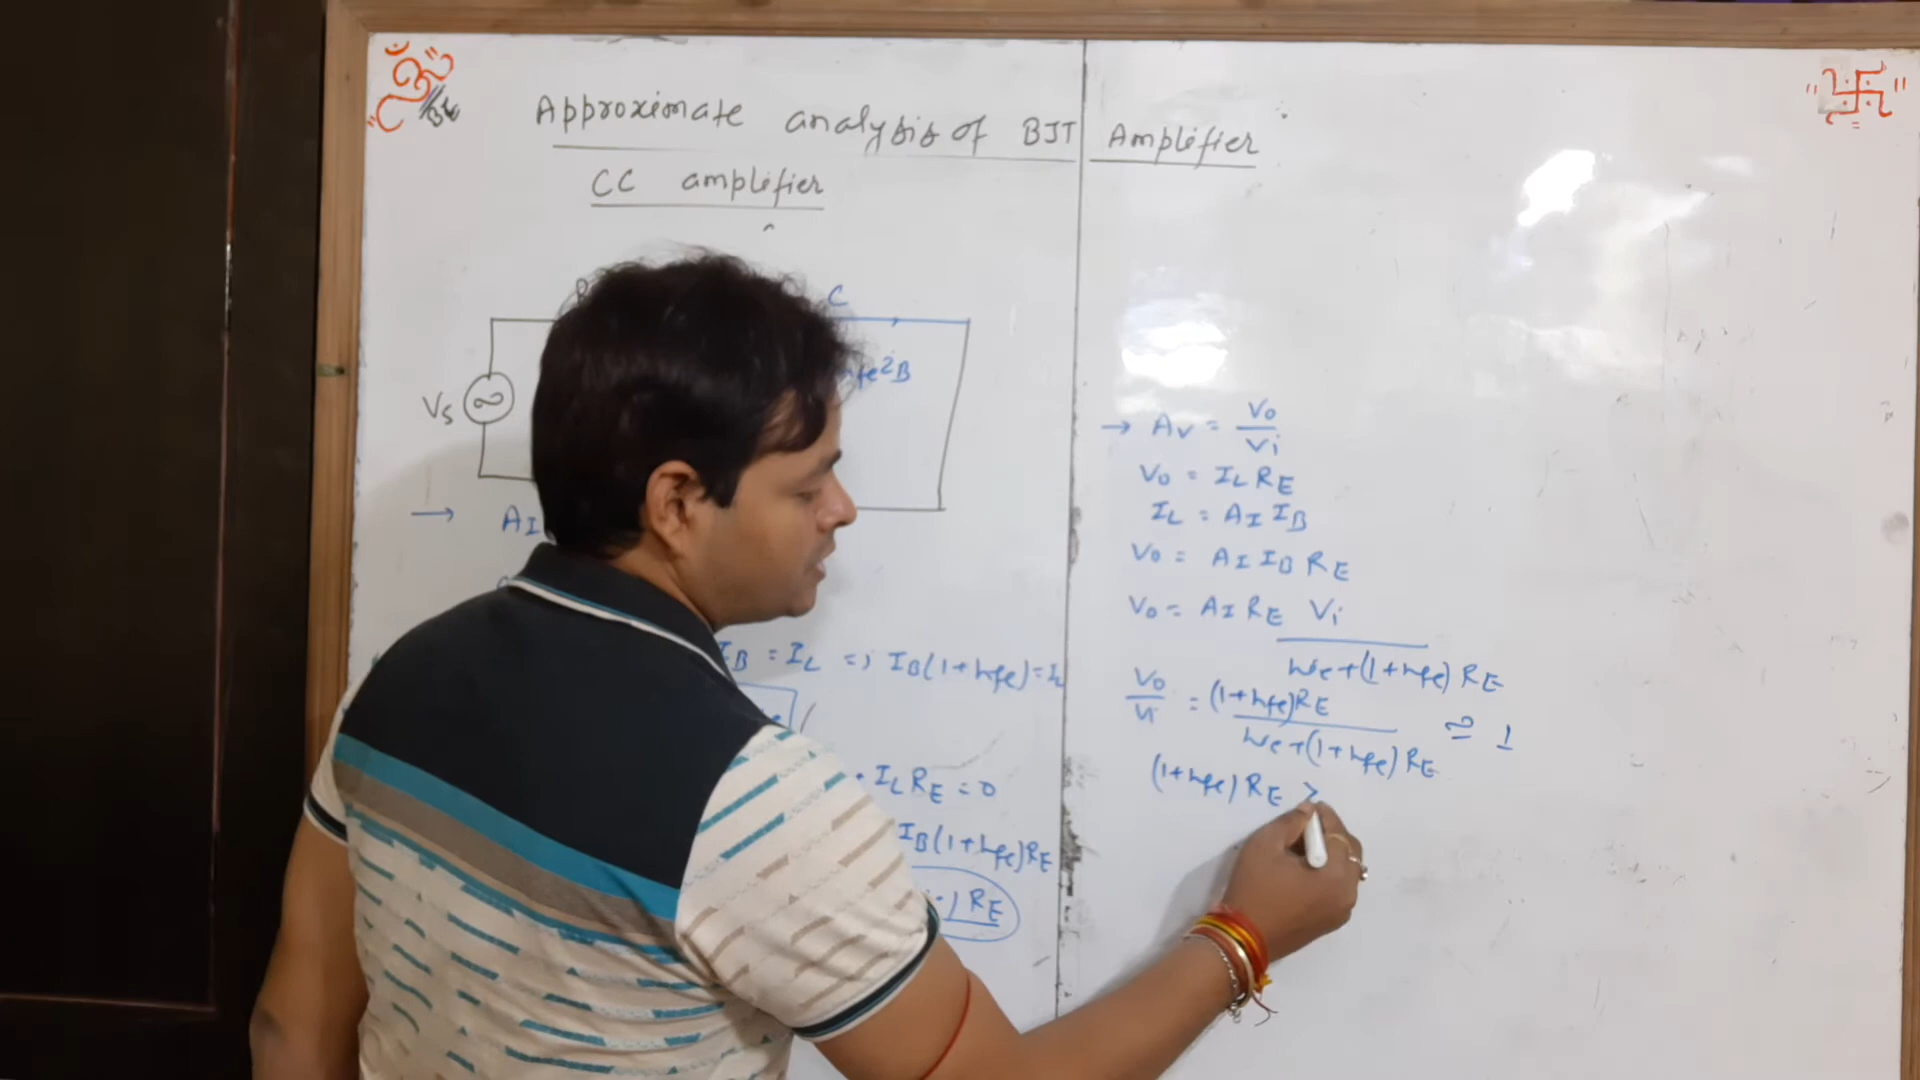 Approximate analysis of BJT Amplifier
CC amplifier
C
Vs
hfe IB
AI
IB = IL => IB(1+hfe)=IL
IL RE = 0
IB(1+hfe)RE
RE
→ Av = Vo/Vi
Vo = IL RE
IL = AI IB
Vo = AI IB RE
Vo = AI RE Vi/hie+(1+hfe)RE
Vo/Vi = (1+hfe)RE/hie+(1+hfe)RE ≃ 1
(1+hfe) RE >